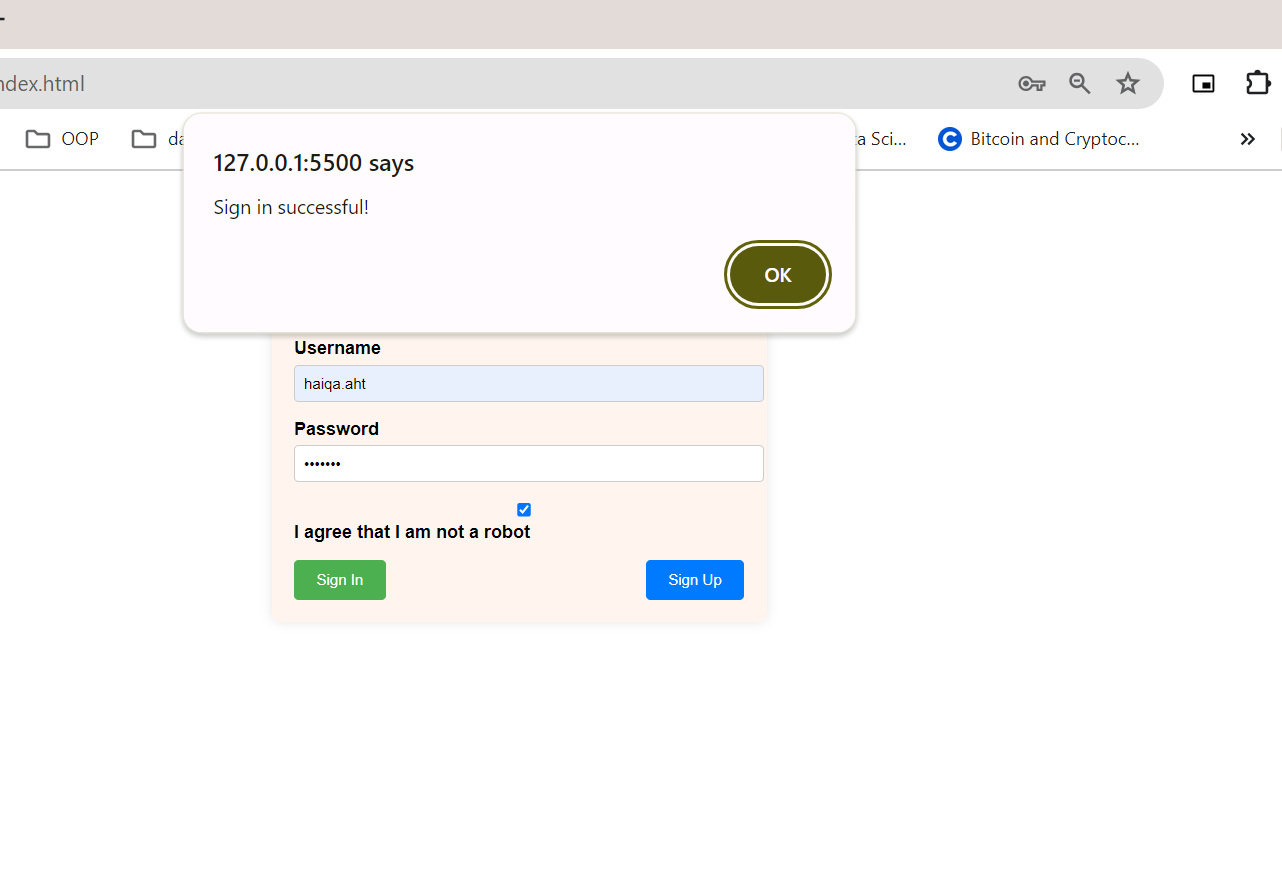 ndex.html
OOP
da
a Sci...
Bitcoin and Cryptoc...
127.0.0.1:5500 says
Sign in successful!
OK
Username
haiqa.aht
Password
•••••••
I agree that I am not a robot
Sign In
Sign Up